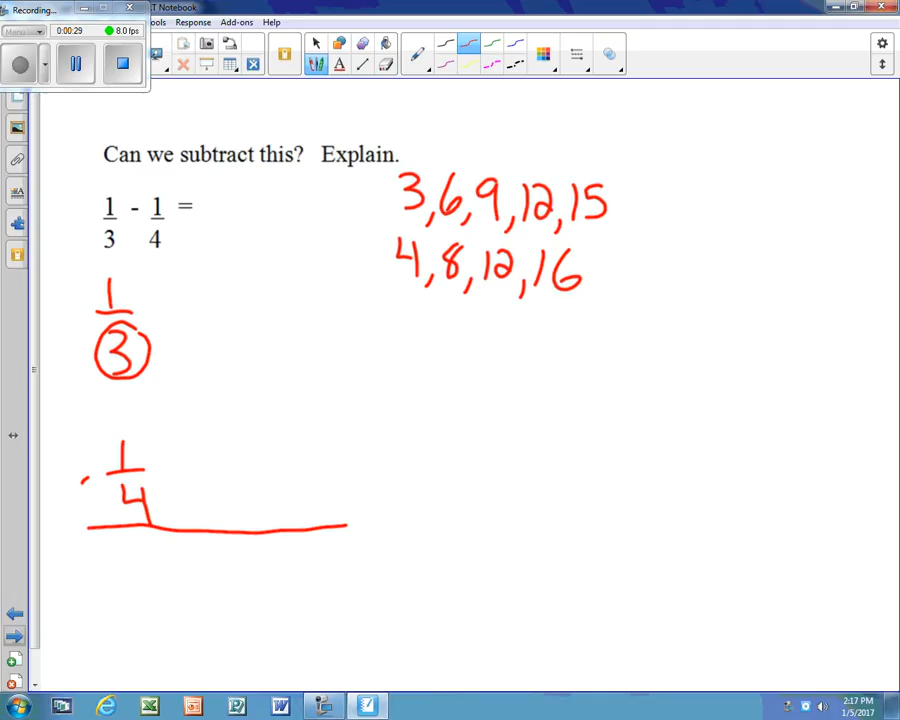 Recording...
T Notebook
Menu
0:00:29
8.0 fps
ools Response Add-ons Help
Can we subtract this? Explain.
1 - 1 =
3 4
3, 6, 9, 12, 15
4, 8, 12, 16
1
3
1
4
2:17 PM
1/5/2017